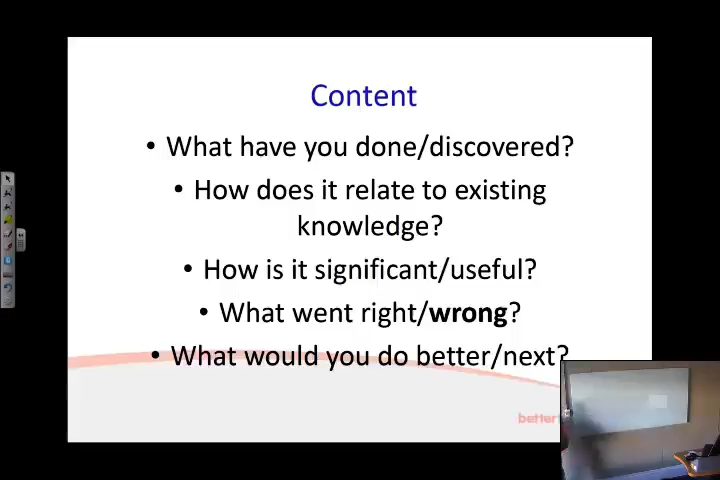 Content
• What have you done/discovered?
• How does it relate to existing
knowledge?
• How is it significant/useful?
• What went right/wrong?
• What would you do better/next?
better